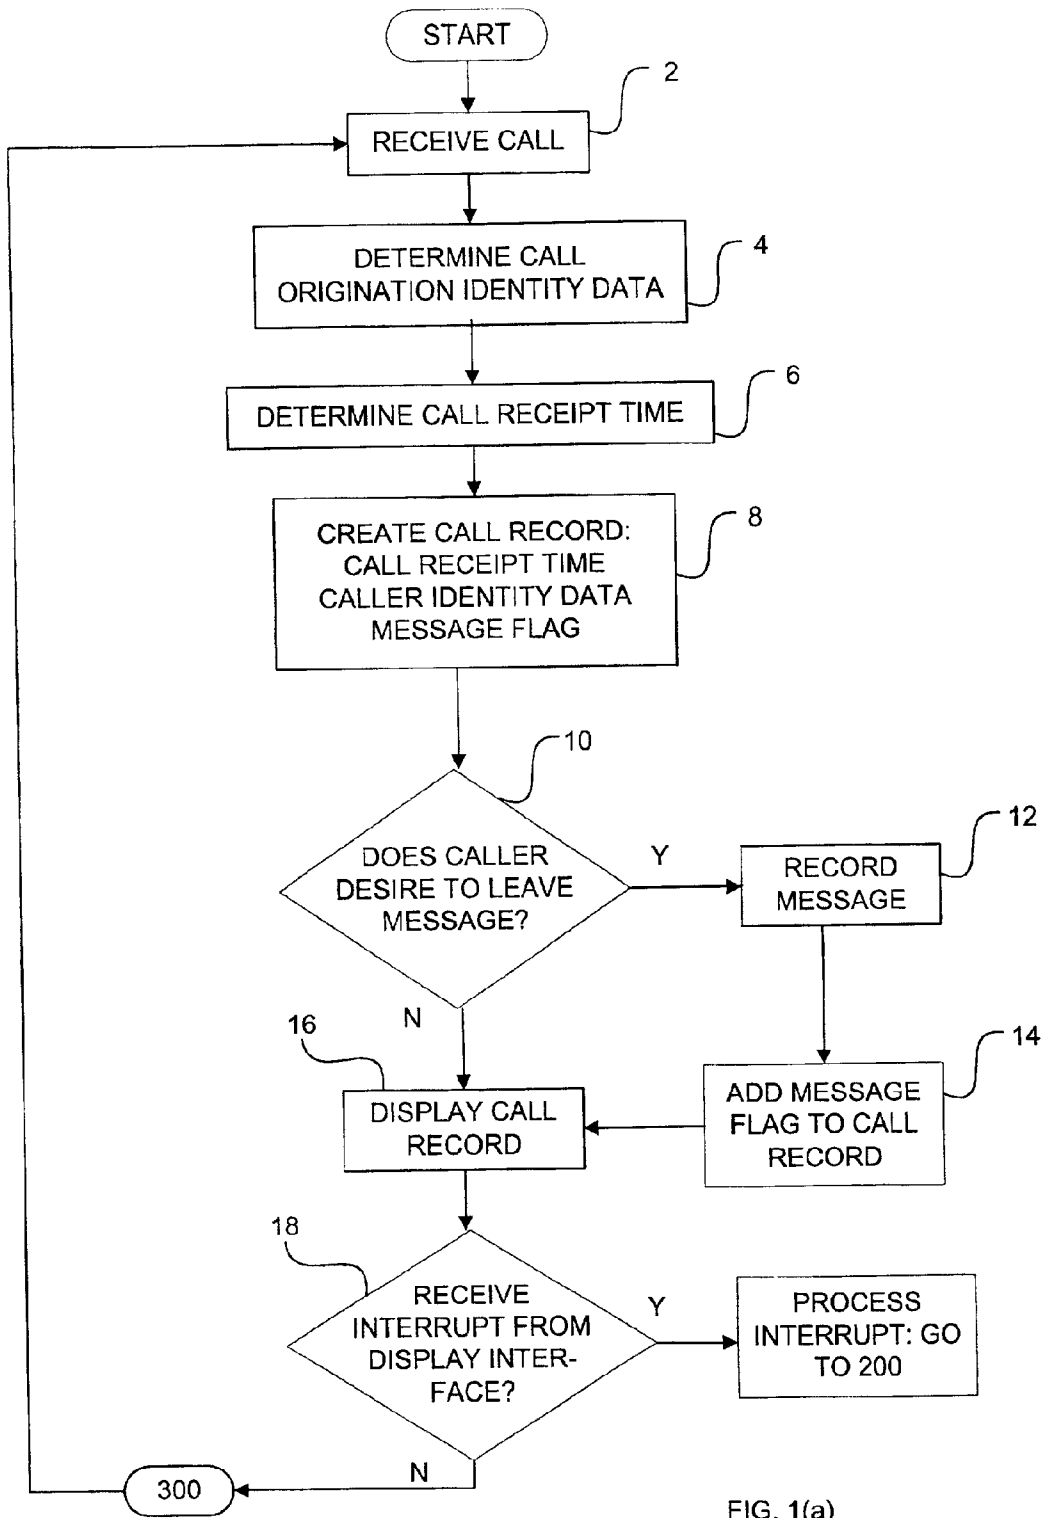 START
2
RECEIVE CALL
4
DETERMINE CALL
ORIGINATION IDENTITY DATA
6
DETERMINE CALL RECEIPT TIME
8
CREATE CALL RECORD:
CALL RECEIPT TIME
CALLER IDENTITY DATA
MESSAGE FLAG
10
DOES CALLER
DESIRE TO LEAVE
MESSAGE?
Y
12
RECORD
MESSAGE
N
16
14
DISPLAY CALL
RECORD
ADD MESSAGE
FLAG TO CALL
RECORD
18
RECEIVE
INTERRUPT FROM
DISPLAY INTER-
FACE?
Y
PROCESS
INTERRUPT: GO
TO 200
N
300
FIG. 1(a)